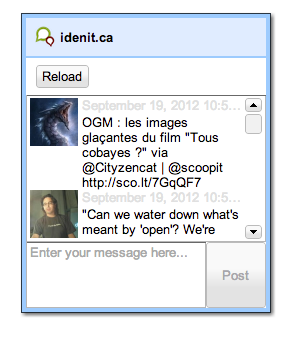 idenit.ca
Reload
September 19, 2012 10:5...
OGM : les images
glaçantes du film "Tous
cobayes ?" via
@Cityzencat | @scoopit
http://sco.lt/7GqQF7
September 19, 2012 10:5...
"Can we water down what's
meant by 'open'? We're
Enter your message here...
Post